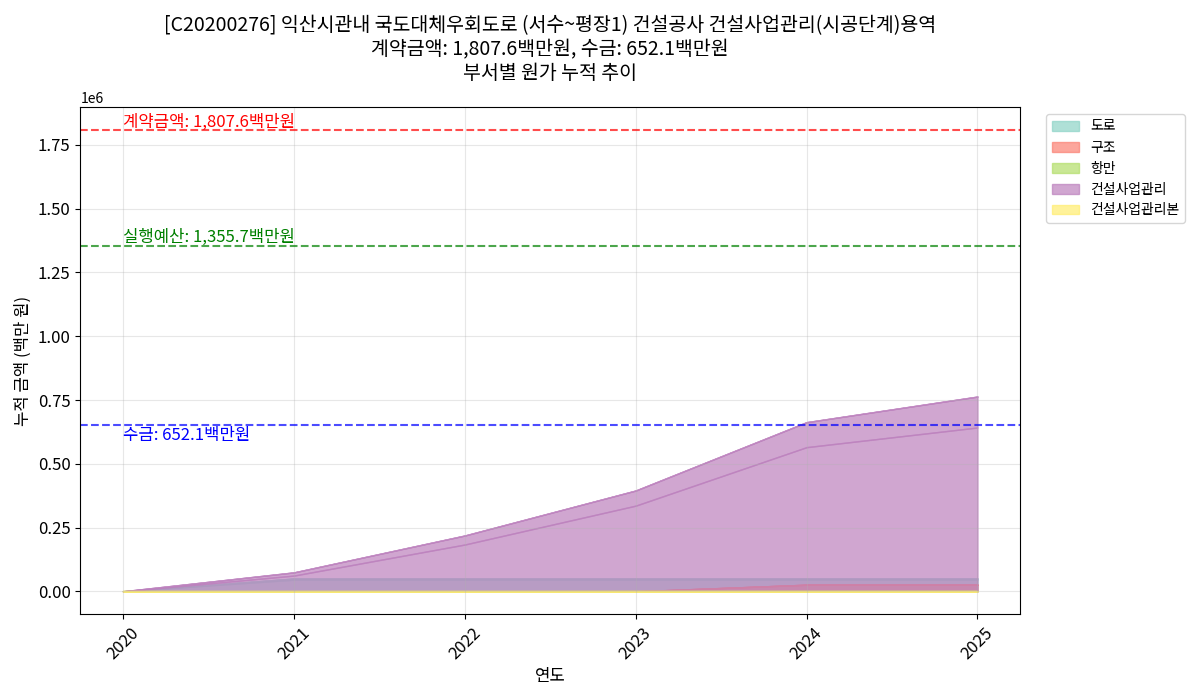 [C20200276] 익산시관내 국도대체우회도로 (서수~평장1) 건설공사 건설사업관리(시공단계)용역
계약금액: 1,807.6백만원, 수금: 652.1백만원
부서별 원가 누적 추이
1e6
계약금액: 1,807.6백만원
실행예산: 1,355.7백만원
수금: 652.1백만원
1.75
1.50
1.25
1.00
0.75
0.50
0.25
0.00
누적 금액 (백만 원)
2020
2021
2022
2023
2024
2025
연도
도로
구조
항만
건설사업관리
건설사업관리본